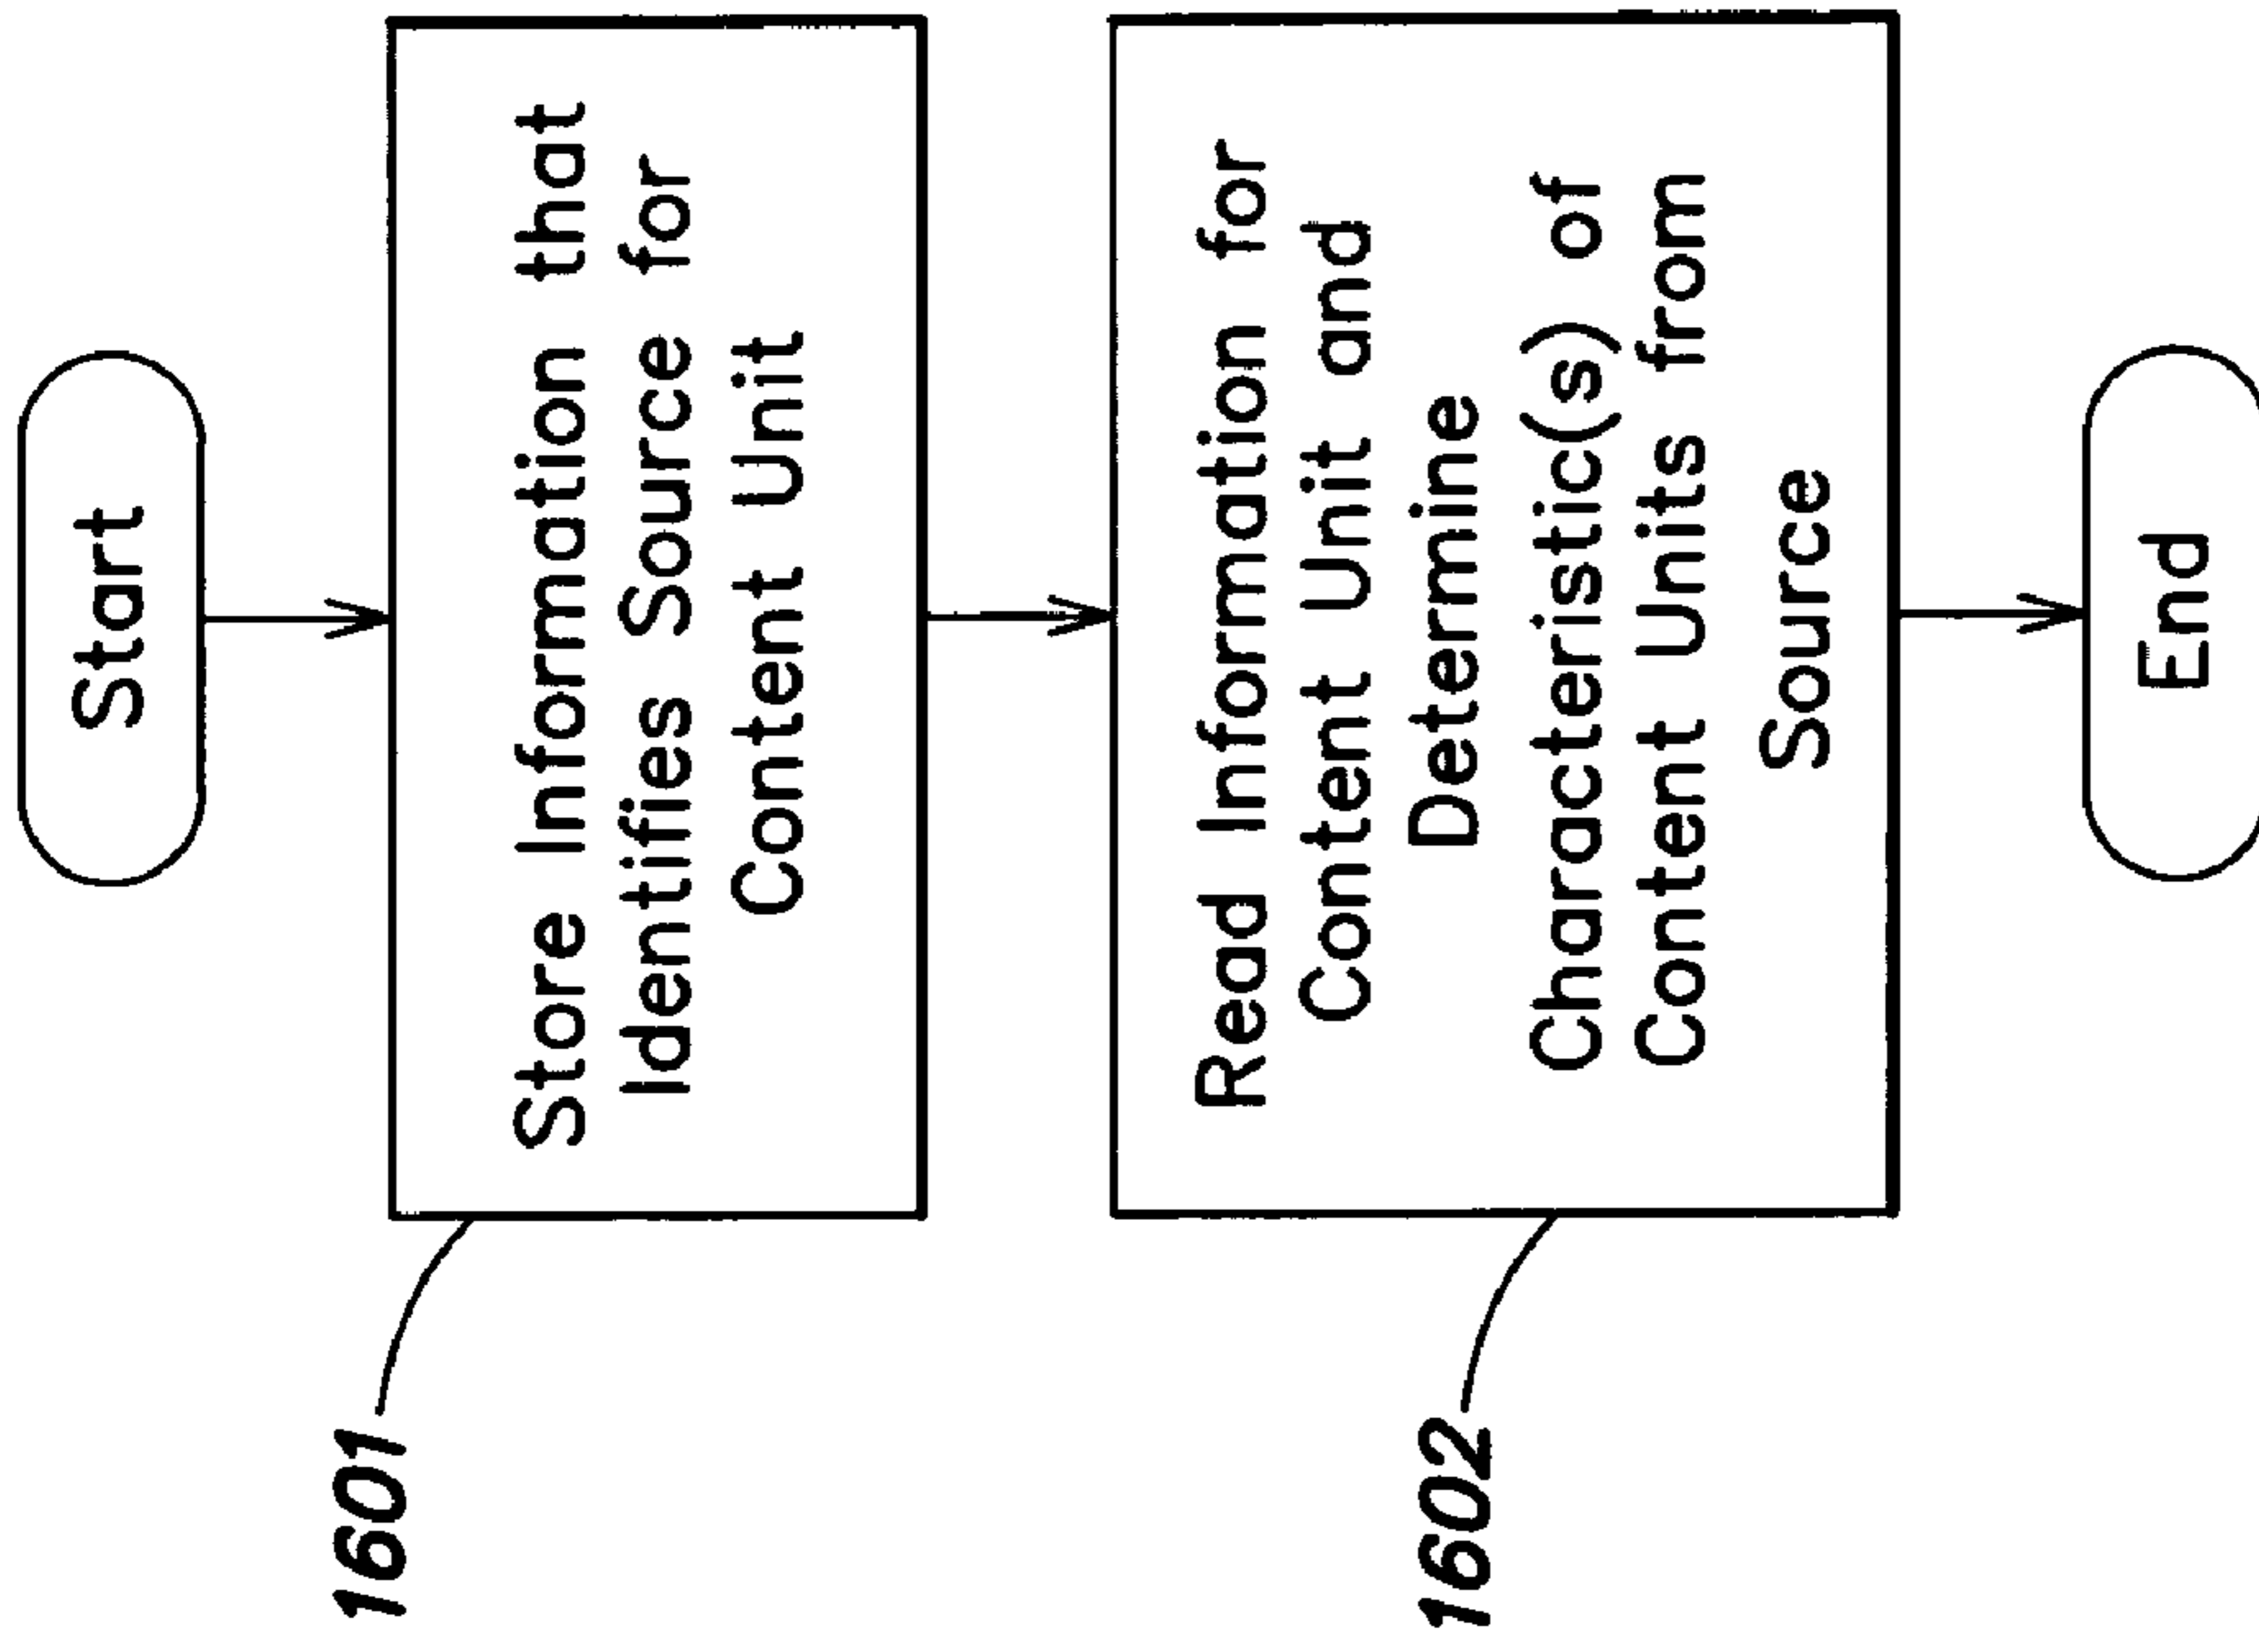 Start
1601
Store Information that
Identifies Source for
Content Unit
1602
Read Information for
Content Unit and
Determine
Characteristic(s) of
Content Units from
Source
End